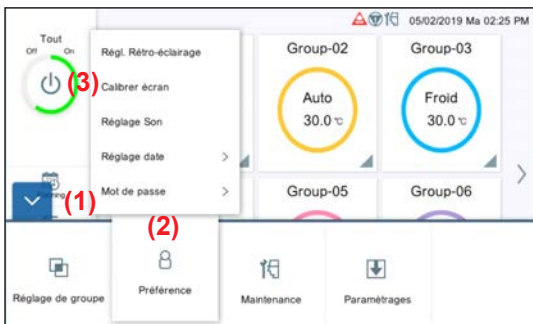 05/02/2019 Ma 02:25 PM
Tout
Off On
(3)
Régl. Rétro-éclairage
Calibrer écran
Réglage Son
Réglage date >
Mot de passe >
Group-02
Auto
30.0 °C
Group-03
Froid
30.0 °C
>
(1)
Group-05
Group-06
(2)
Réglage de groupe
Préférence
Maintenance
Paramétrages